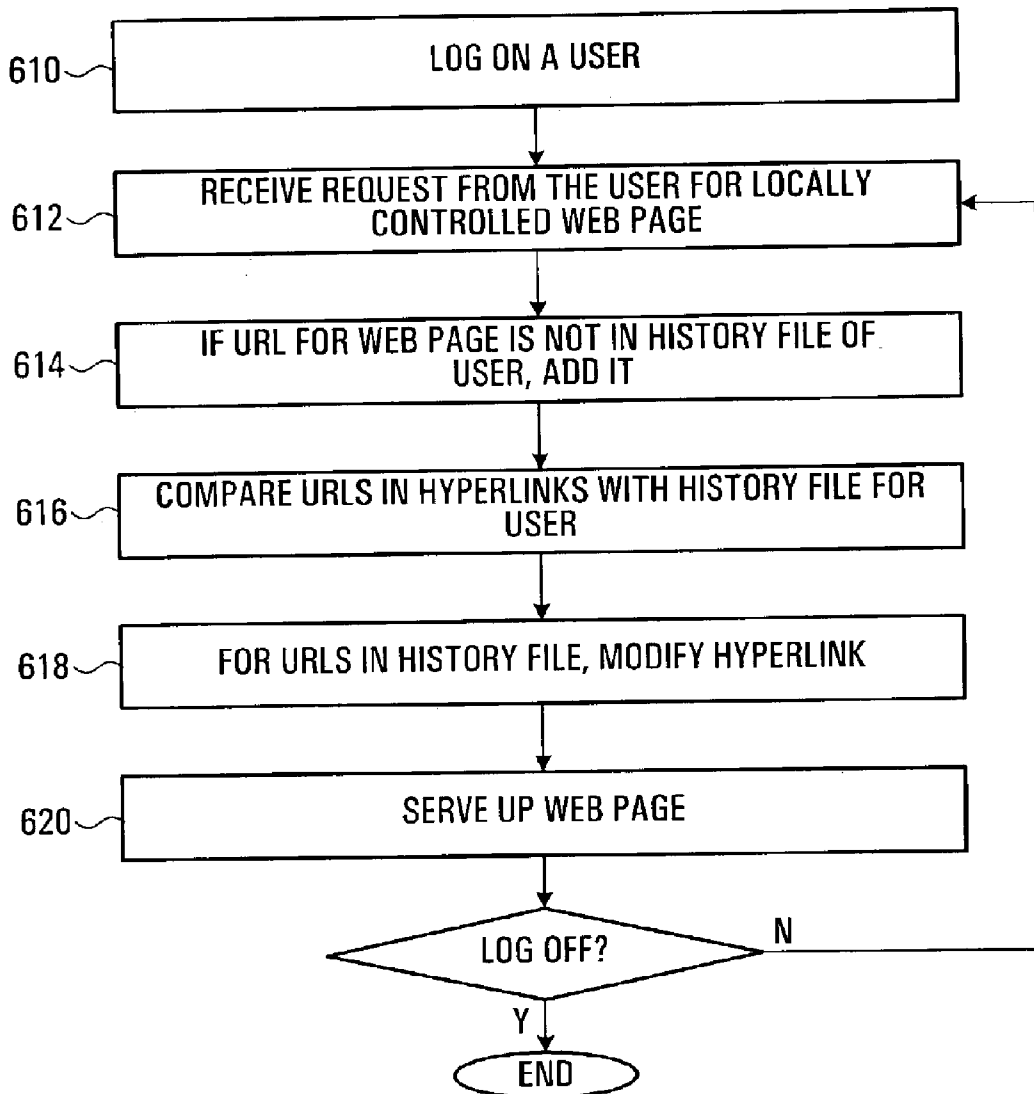 610
LOG ON A USER
612
RECEIVE REQUEST FROM THE USER FOR LOCALLY
CONTROLLED WEB PAGE
614
IF URL FOR WEB PAGE IS NOT IN HISTORY FILE OF
USER, ADD IT
616
COMPARE URLS IN HYPERLINKS WITH HISTORY FILE FOR
USER
618
FOR URLS IN HISTORY FILE, MODIFY HYPERLINK
620
SERVE UP WEB PAGE
LOG OFF?
N
Y
END